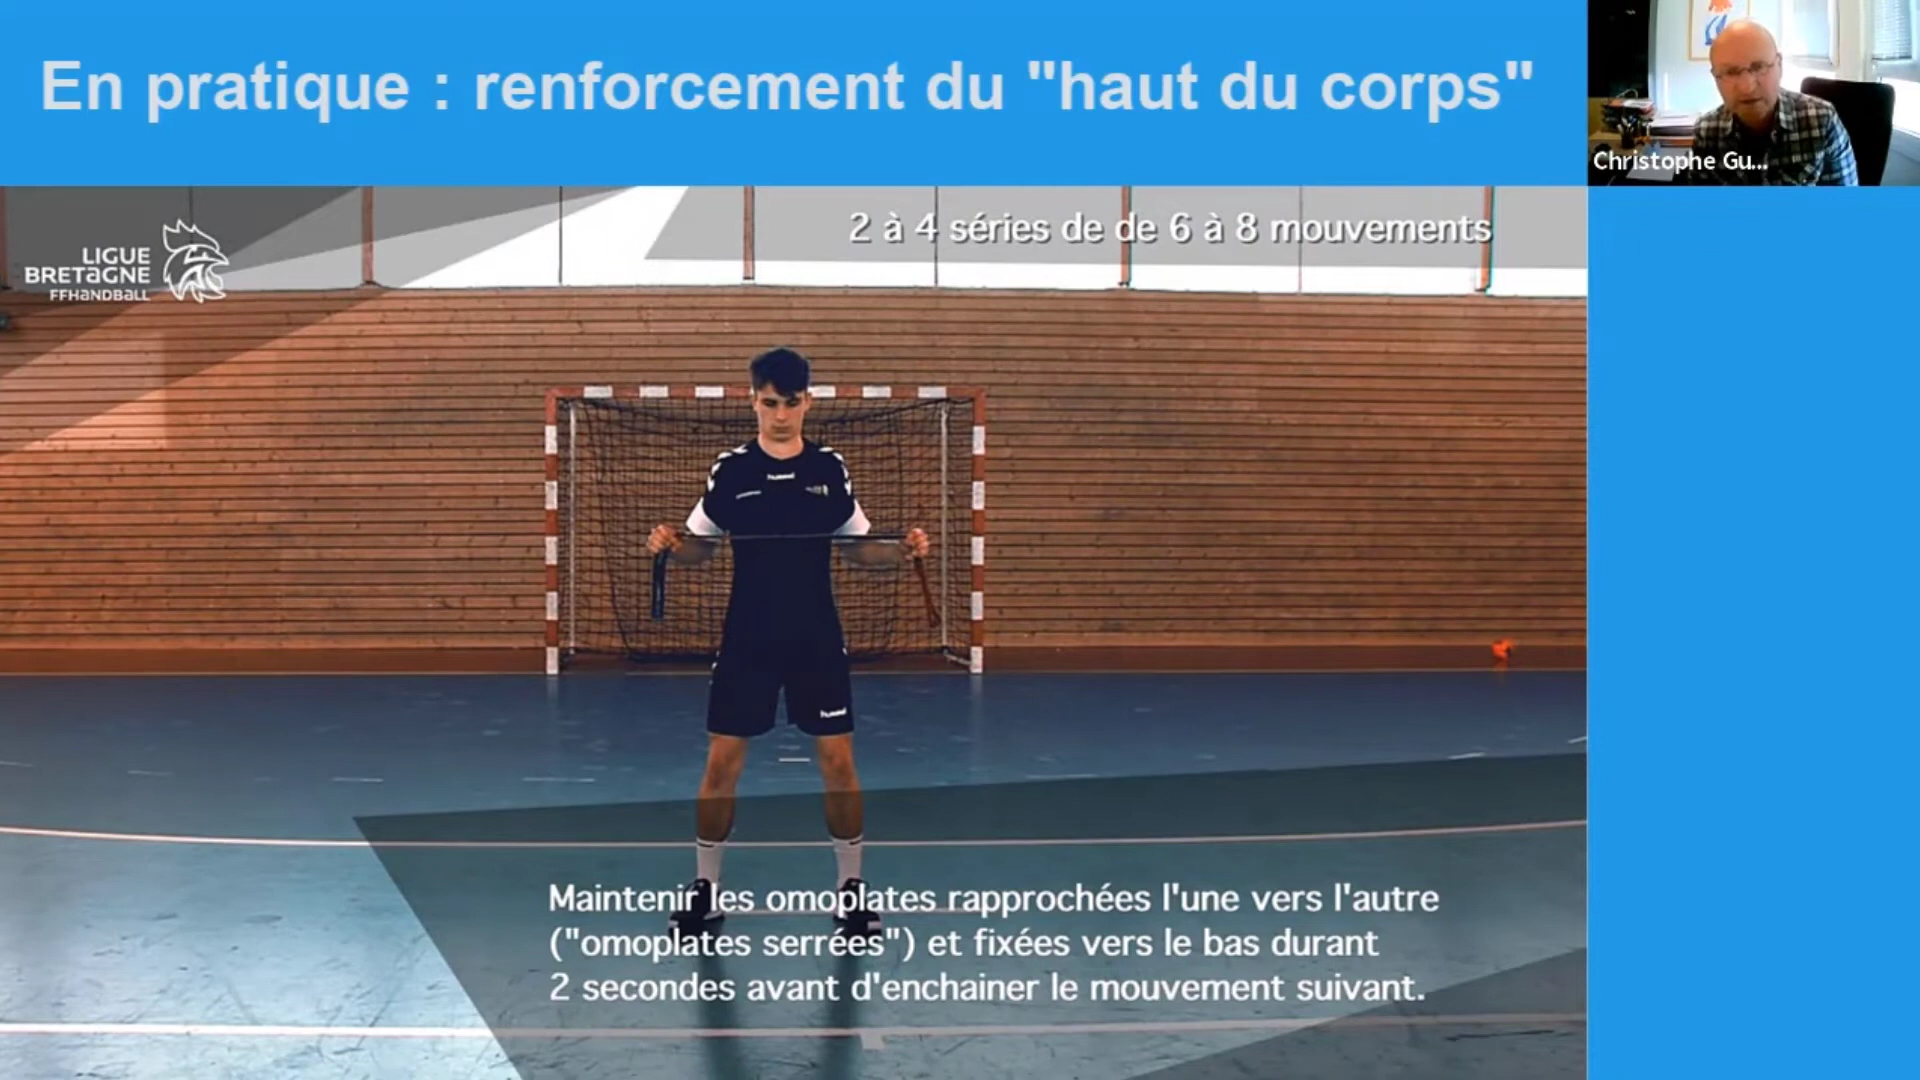 En pratique : renforcement du "haut du corps"
Christophe Gu...
2 à 4 séries de de 6 à 8 mouvements
LIGUE
BRETaGNE
FFHaNDBaLL
hummel
hummel
Maintenir les omoplates rapprochées l'une vers l'autre
("omoplates serrées") et fixées vers le bas durant
2 secondes avant d'enchainer le mouvement suivant.